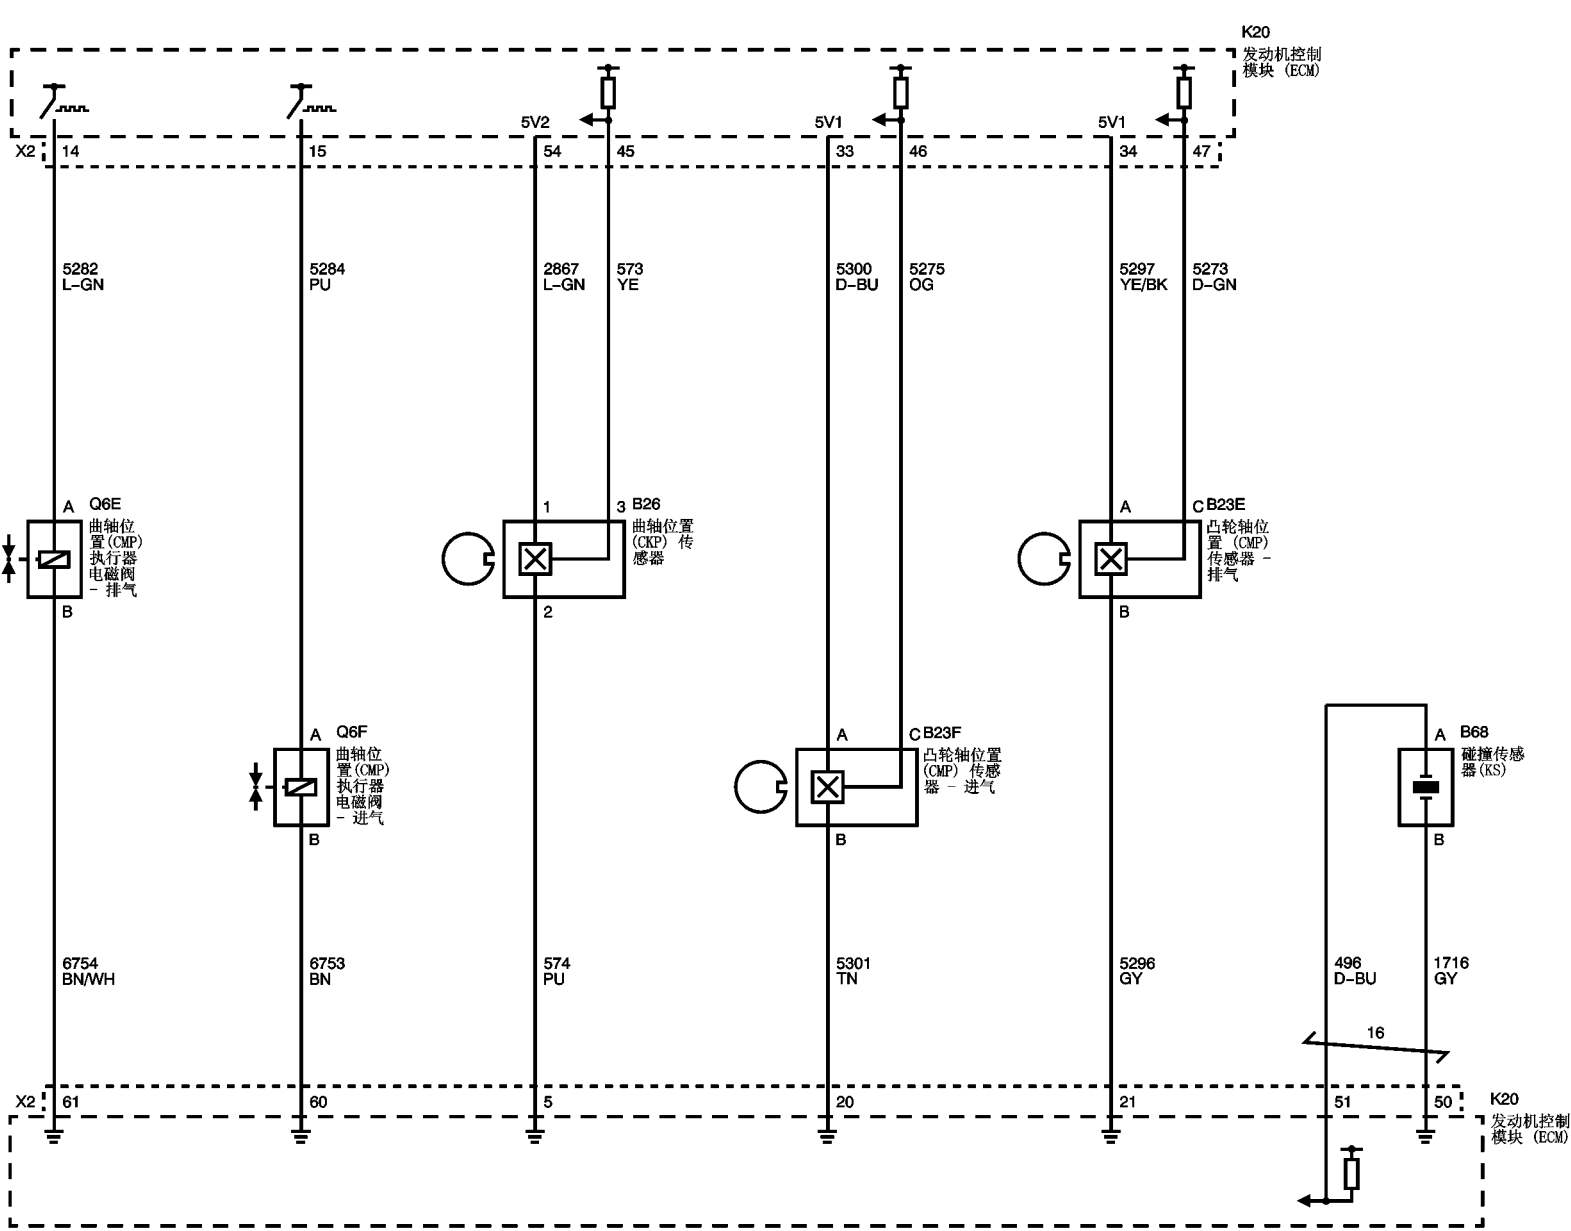 K20
发动机控制
模块 (ECM)
5V2
5V1
5V1
X2
14
15
54
45
33
46
34
47
5282
L-GN
5284
PU
2867
L-GN
573
YE
5300
D-BU
5275
OG
5297
YE/BK
5273
D-GN
A
Q6E
曲轴位
置(CMP)
执行器
电磁阀
- 排气
B
1
3
B26
曲轴位置
(CKP) 传
感器
2
A
C
B23E
凸轮轴位
置 (CMP)
传感器 -
排气
B
A
Q6F
曲轴位
置(CMP)
执行器
电磁阀
- 进气
B
A
C
B23F
凸轮轴位置
(CMP) 传感
器 - 进气
B
A
B68
碰撞传感
器(KS)
B
6754
BN/WH
6753
BN
574
PU
5301
TN
5296
GY
496
D-BU
1716
GY
16
X2
61
60
5
20
21
51
50
K20
发动机控制
模块 (ECM)